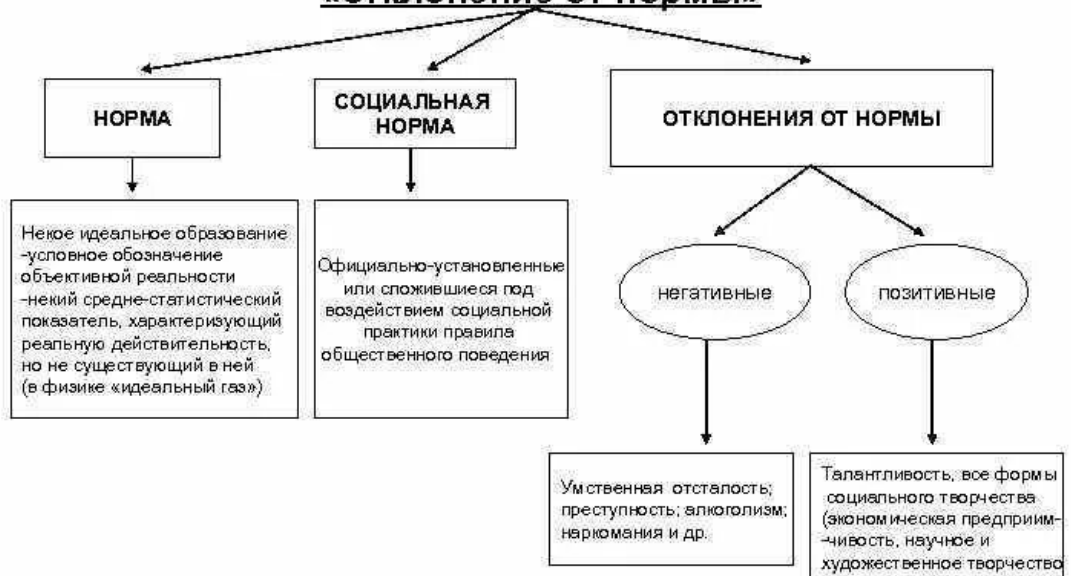 «отклонение от нормы»
НОРМА
СОЦИАЛЬНАЯ
НОРМА
ОТКЛОНЕНИЯ ОТ НОРМЫ
Некое идеальное образование
-условное обозначение
объективной реальности
-некий средне-статистический
показатель, характеризующий
реальную действительность,
но не существующий в ней
(в физике «идеальный газ»)
Официально-установленные
или сложившиеся под
воздействием социальной
практики правила
общественного поведения
негативные
позитивные
Умственная отсталость;
преступность; алкоголизм;
наркомания и др.
Талантливость, все формы
социального творчества
(экономическая предприим-
-чивость, научное и
художественное творчество